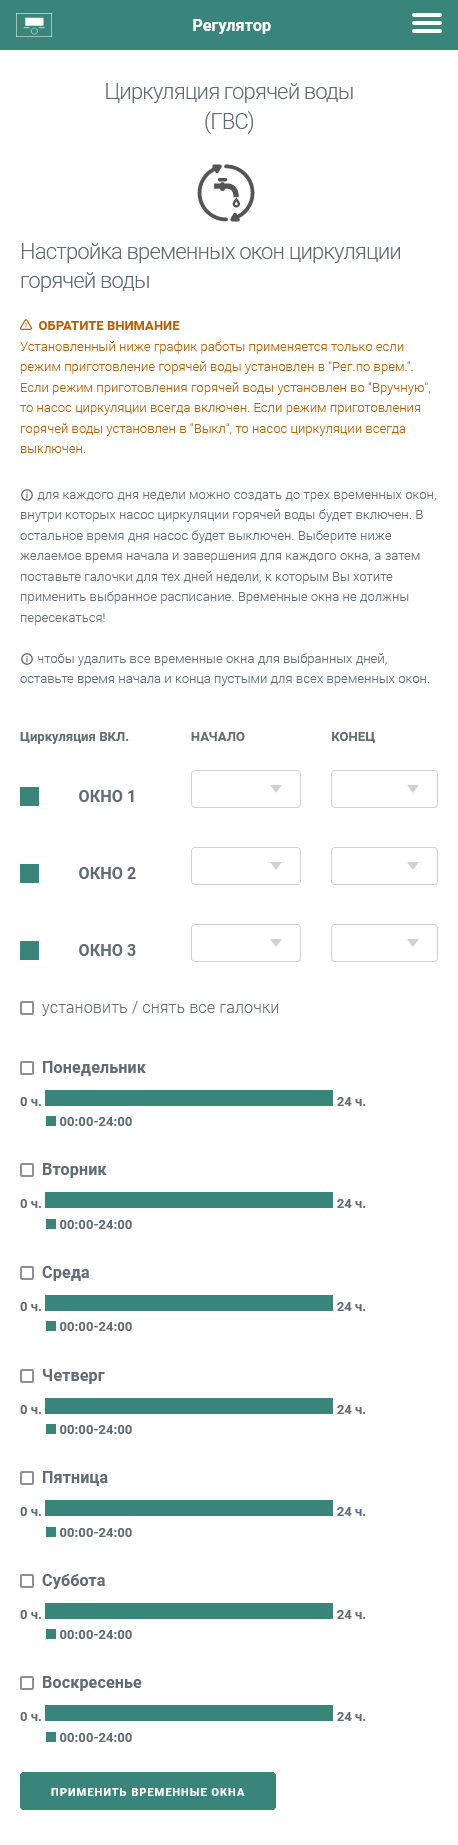 Регулятор
Циркуляция горячей воды
(ГВС)
Настройка временных окон циркуляции
горячей воды
ОБРАТИТЕ ВНИМАНИЕ
Установленный ниже график работы применяется только если
режим приготовление горячей воды установлен в "Рег.по врем.".
Если режим приготовления горячей воды установлен во "Вручную",
то насос циркуляции всегда включен. Если режим приготовления
горячей воды установлен в "Выкл", то насос циркуляции всегда
выключен.
для каждого дня недели можно создать до трех временных окон,
внутри которых насос циркуляции горячей воды будет включен. В
остальное время дня насос будет выключен. Выберите ниже
желаемое время начала и завершения для каждого окна, а затем
поставьте галочки для тех дней недели, к которым Вы хотите
применить выбранное расписание. Временные окна не должны
пересекаться!
чтобы удалить все временные окна для выбранных дней,
оставьте время начала и конца пустыми для всех временных окон.
Циркуляция ВКЛ. НАЧАЛО КОНЕЦ
ОКНО 1
ОКНО 2
ОКНО 3
установить / снять все галочки
Понедельник
0 ч. 24 ч.
00:00-24:00
Вторник
0 ч. 24 ч.
00:00-24:00
Среда
0 ч. 24 ч.
00:00-24:00
Четверг
0 ч. 24 ч.
00:00-24:00
Пятница
0 ч. 24 ч.
00:00-24:00
Суббота
0 ч. 24 ч.
00:00-24:00
Воскресенье
0 ч. 24 ч.
00:00-24:00
ПРИМЕНИТЬ ВРЕМЕННЫЕ ОКНА